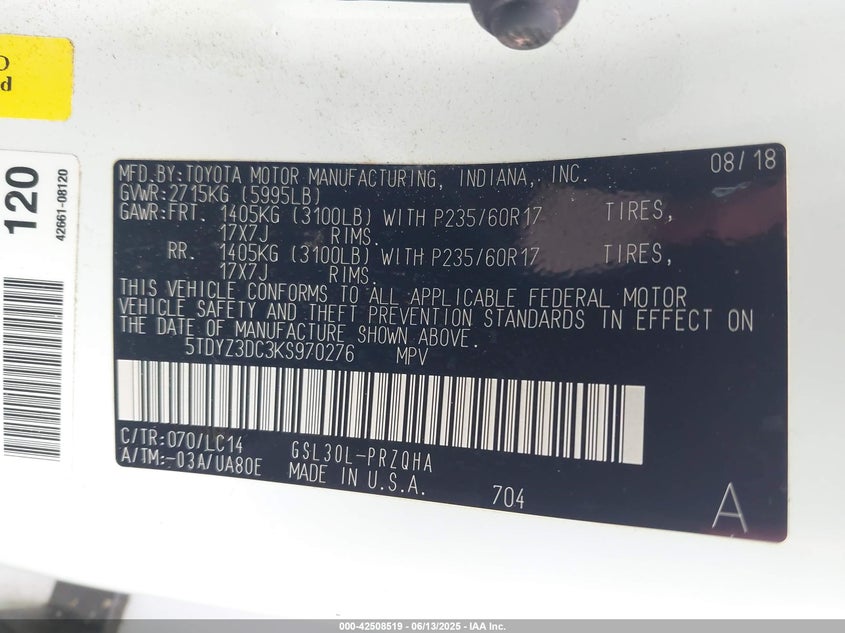 D
d
120
42661-08120
MFD.BY:TOYOTA MOTOR MANUFACTURING, INDIANA, INC. 08/18
GVWR:2715KG (5995LB)
GAWR:FRT. 1405KG (3100LB) WITH P235/60R17 TIRES,
17X7J RIMS.
RR. 1405KG (3100LB) WITH P235/60R17 TIRES,
17X7J RIMS.
THIS VEHICLE CONFORMS TO ALL APPLICABLE FEDERAL MOTOR
VEHICLE SAFETY AND THEFT PREVENTION STANDARDS IN EFFECT ON
THE DATE OF MANUFACTURE SHOWN ABOVE.
5TDYZ3DC3KS970276 MPV
C/TR:070/LC14 GSL30L-PRZQHA
A/TM:-03A/UA80E MADE IN U.S.A. 704 A
000-42508519 - 06/13/2025 - IAA Inc.